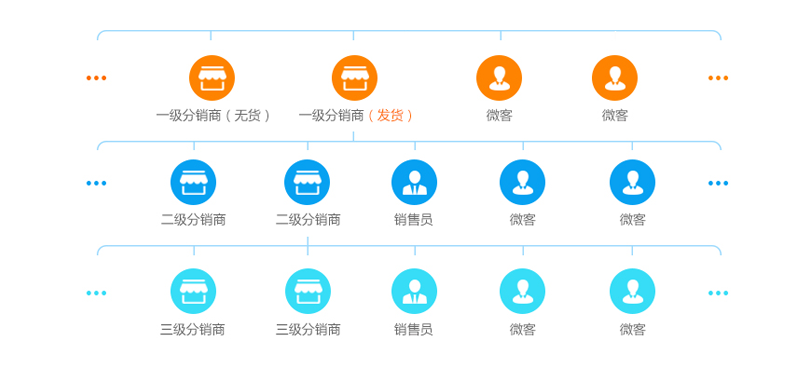 一级分销商（无货） 一级分销商（发货） 微客 微客
二级分销商 二级分销商 销售员 微客 微客
三级分销商 三级分销商 销售员 微客 微客